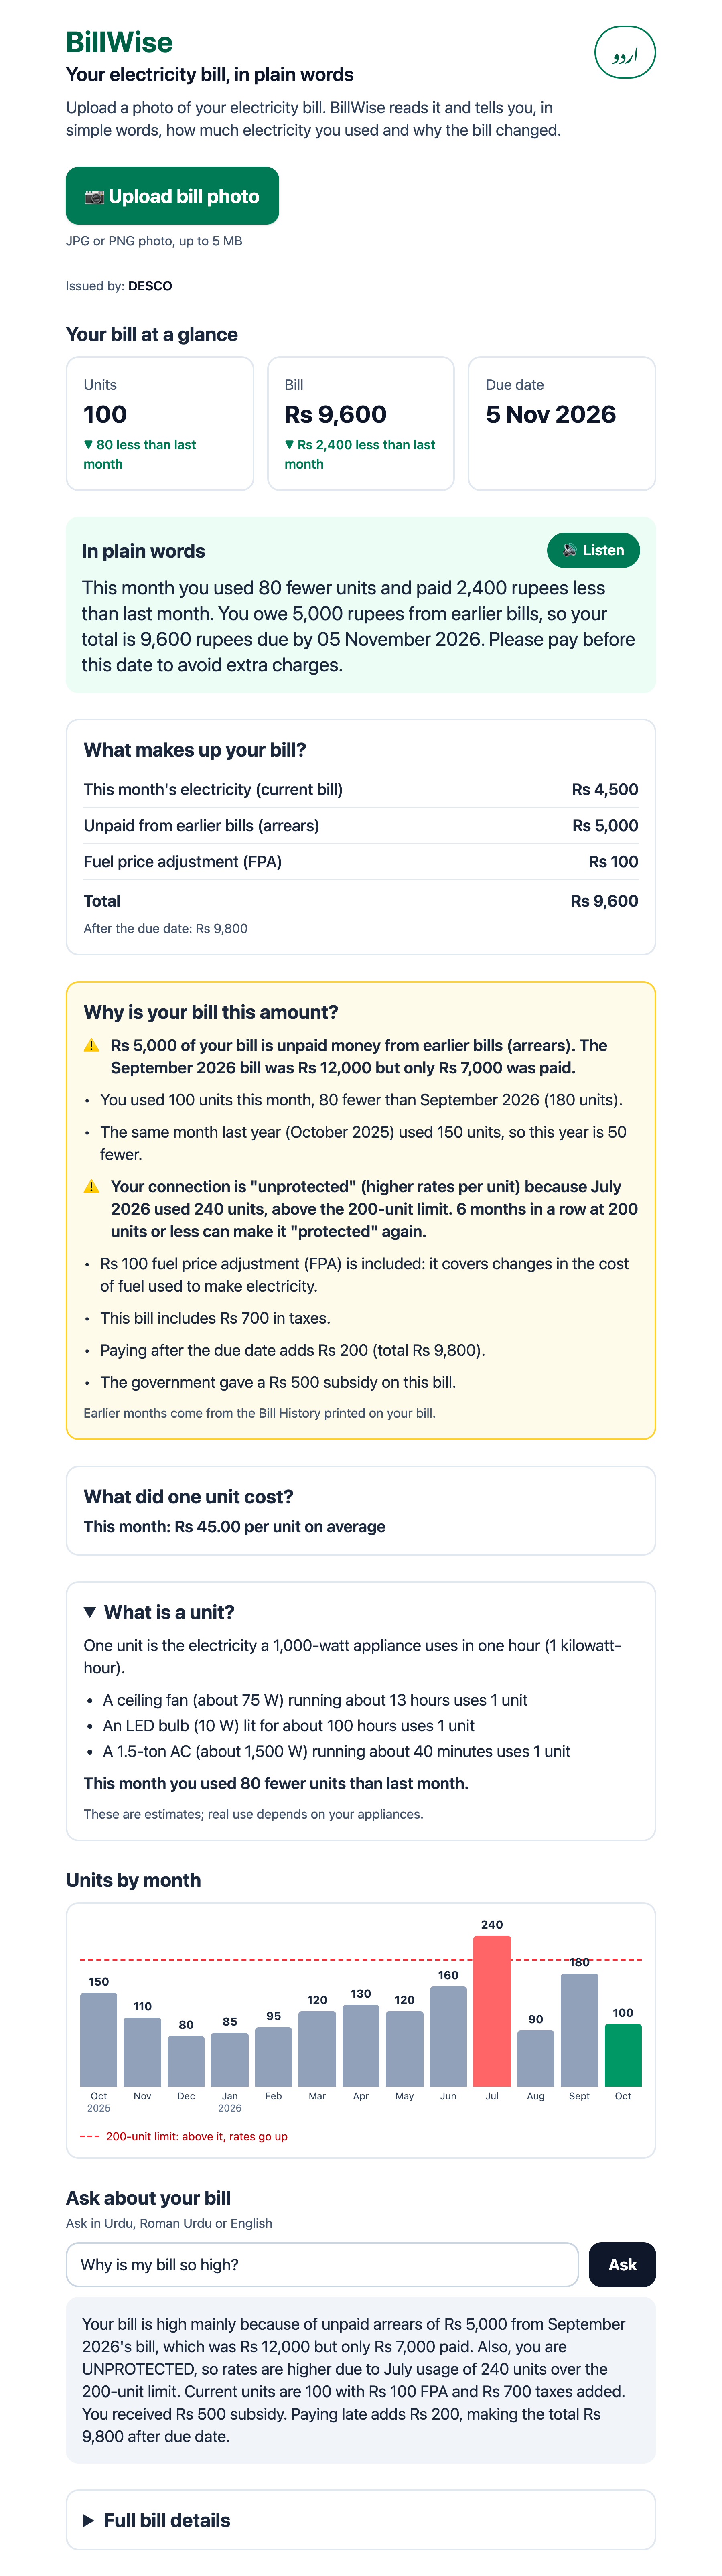 BillWise
اردو
Your electricity bill, in plain words
Upload a photo of your electricity bill. BillWise reads it and tells you, in
simple words, how much electricity you used and why the bill changed.
📷 Upload bill photo
JPG or PNG photo, up to 5 MB
Issued by: DESCO
Your bill at a glance
Units
100
▼ 80 less than last
month
Bill
Rs 9,600
▼ Rs 2,400 less than last
month
Due date
5 Nov 2026
In plain words
🔊 Listen
This month you used 80 fewer units and paid 2,400 rupees less
than last month. You owe 5,000 rupees from earlier bills, so your
total is 9,600 rupees due by 05 November 2026. Please pay before
this date to avoid extra charges.
What makes up your bill?
This month's electricity (current bill) Rs 4,500
Unpaid from earlier bills (arrears) Rs 5,000
Fuel price adjustment (FPA) Rs 100
Total Rs 9,600
After the due date: Rs 9,800
Why is your bill this amount?
⚠️ Rs 5,000 of your bill is unpaid money from earlier bills (arrears). The
September 2026 bill was Rs 12,000 but only Rs 7,000 was paid.
• You used 100 units this month, 80 fewer than September 2026 (180 units).
• The same month last year (October 2025) used 150 units, so this year is 50
fewer.
⚠️ Your connection is "unprotected" (higher rates per unit) because July
2026 used 240 units, above the 200-unit limit. 6 months in a row at 200
units or less can make it "protected" again.
• Rs 100 fuel price adjustment (FPA) is included: it covers changes in the cost
of fuel used to make electricity.
• This bill includes Rs 700 in taxes.
• Paying after the due date adds Rs 200 (total Rs 9,800).
• The government gave a Rs 500 subsidy on this bill.
Earlier months come from the Bill History printed on your bill.
What did one unit cost?
This month: Rs 45.00 per unit on average
▼ What is a unit?
One unit is the electricity a 1,000-watt appliance uses in one hour (1 kilowatt-
hour).
• A ceiling fan (about 75 W) running about 13 hours uses 1 unit
• An LED bulb (10 W) lit for about 100 hours uses 1 unit
• A 1.5-ton AC (about 1,500 W) running about 40 minutes uses 1 unit
This month you used 80 fewer units than last month.
These are estimates; real use depends on your appliances.
Units by month
150 110 80 85 95 120 130 120 160 240 90 180 100
Oct Nov Dec Jan Feb Mar Apr May Jun Jul Aug Sept Oct
2025 2026
200-unit limit: above it, rates go up
Ask about your bill
Ask in Urdu, Roman Urdu or English
Why is my bill so high?
Ask
Your bill is high mainly because of unpaid arrears of Rs 5,000 from September
2026's bill, which was Rs 12,000 but only Rs 7,000 paid. Also, you are
UNPROTECTED, so rates are higher due to July usage of 240 units over the
200-unit limit. Current units are 100 with Rs 100 FPA and Rs 700 taxes added.
You received Rs 500 subsidy. Paying late adds Rs 200, making the total Rs
9,800 after due date.
▶ Full bill details